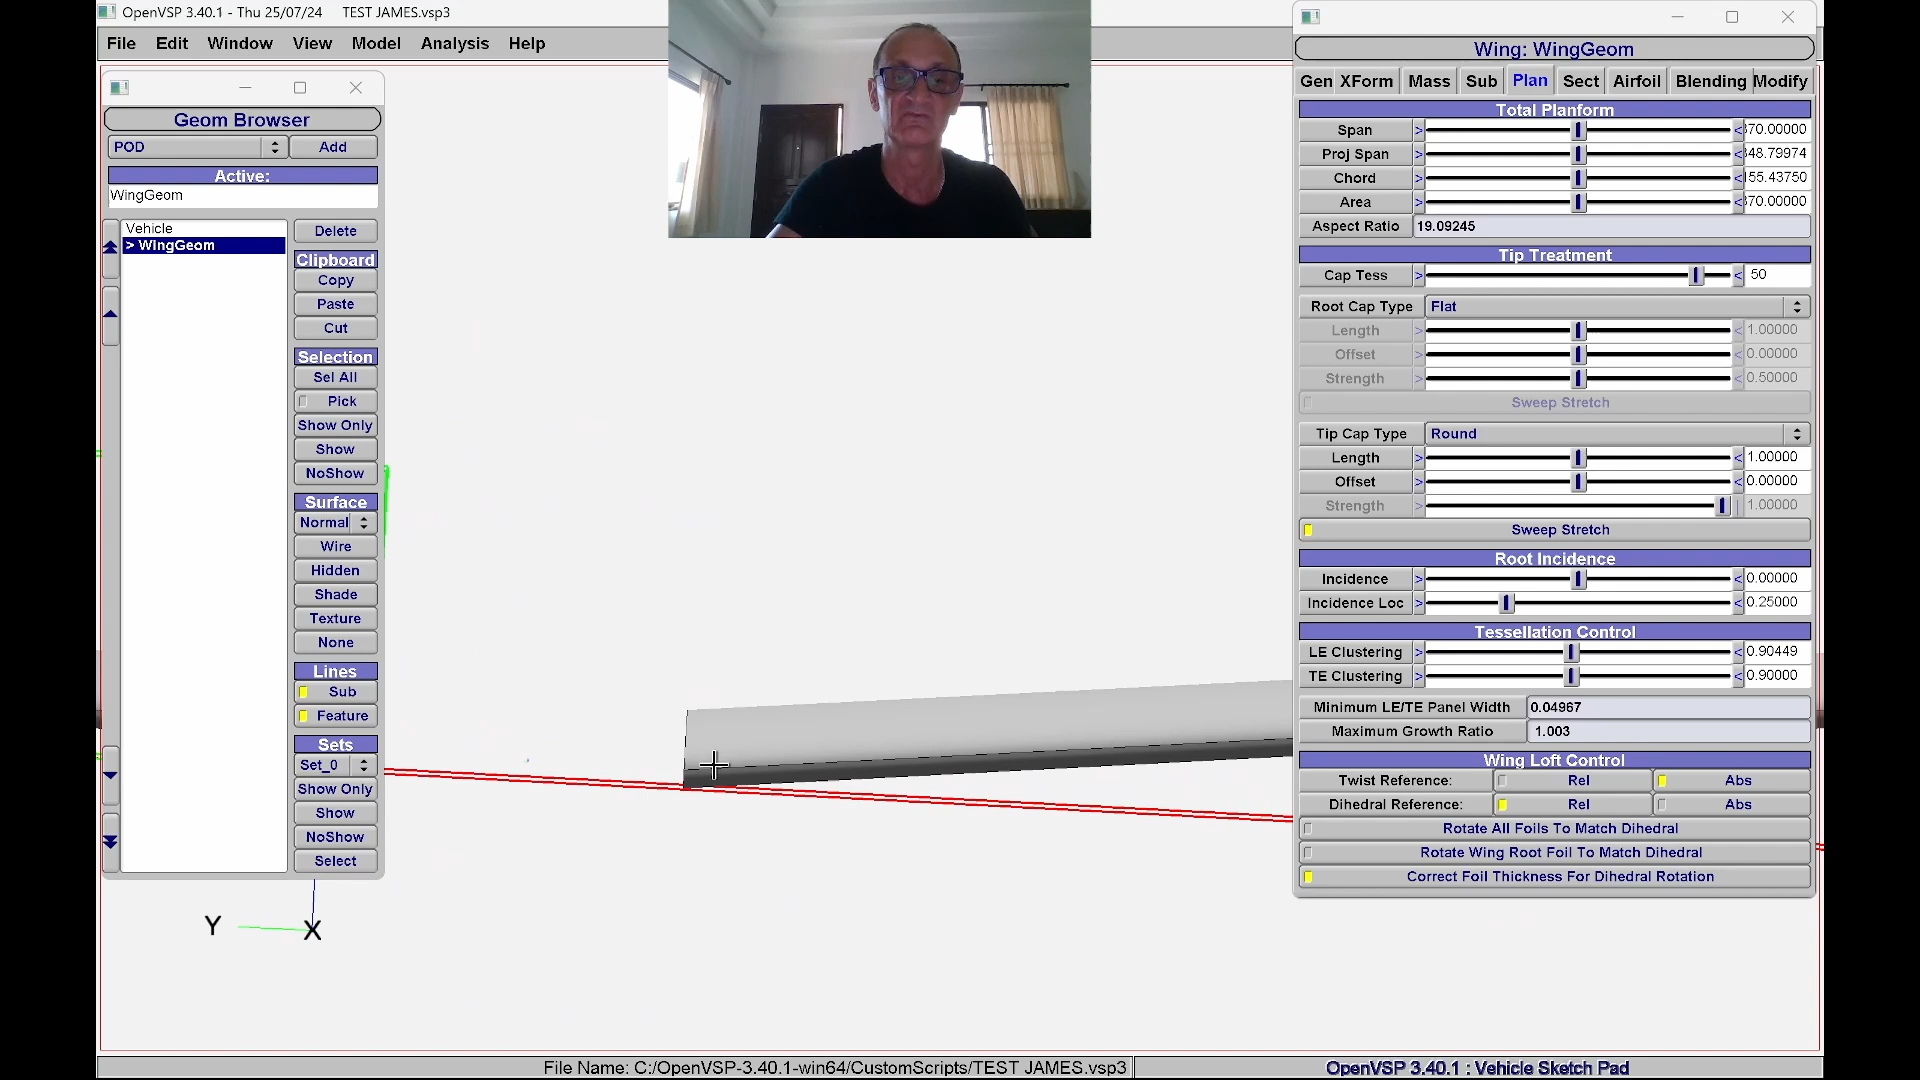 OpenVSP 3.40.1 - Thu 25/07/24 TEST JAMES.vsp3
File Edit Window View Model Analysis Help
Geom Browser
POD Add
Active:
WingGeom
Vehicle
> WingGeom
Delete
Clipboard
Copy
Paste
Cut
Selection
Sel All
Pick
Show Only
Show
NoShow
Surface
Normal
Wire
Hidden
Shade
Texture
None
Lines
Sub
Feature
Sets
Set_0
Show Only
Show
NoShow
Select
Y X
Wing: WingGeom
Gen XForm Mass Sub Plan Sect Airfoil Blending Modify
Total Planform
Span > < 70.00000
Proj Span > < 48.79974
Chord > < 55.43750
Area > < 70.00000
Aspect Ratio 19.09245
Tip Treatment
Cap Tess > < 50
Root Cap Type Flat
Length > < 1.00000
Offset > < 0.00000
Strength > < 0.50000
Sweep Stretch
Tip Cap Type Round
Length > < 1.00000
Offset > < 0.00000
Strength > | 1.00000
Sweep Stretch
Root Incidence
Incidence > < 0.00000
Incidence Loc > < 0.25000
Tessellation Control
LE Clustering > < 0.90449
TE Clustering > < 0.90000
Minimum LE/TE Panel Width 0.04967
Maximum Growth Ratio 1.003
Wing Loft Control
Twist Reference: Rel Abs
Dihedral Reference: Rel Abs
Rotate All Foils To Match Dihedral
Rotate Wing Root Foil To Match Dihedral
Correct Foil Thickness For Dihedral Rotation
File Name: C:/OpenVSP-3.40.1-win64/CustomScripts/TEST JAMES.vsp3
OpenVSP 3.40.1 : Vehicle Sketch Pad